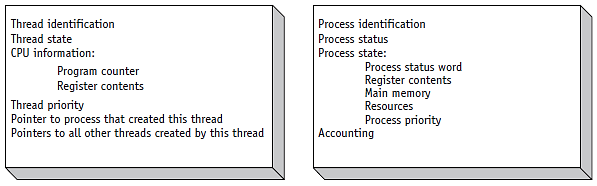 Thread identification
Thread state
CPU information:
Program counter
Register contents
Thread priority
Pointer to process that created this thread
Pointers to all other threads created by this thread
Process identification
Process status
Process state:
Process status word
Register contents
Main memory
Resources
Process priority
Accounting